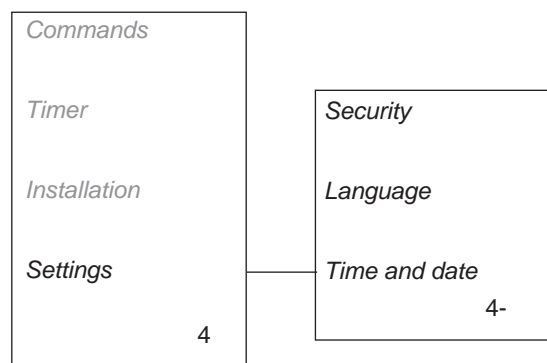 Commands
Timer
Installation
Settings
4
Security
Language
Time and date
4-